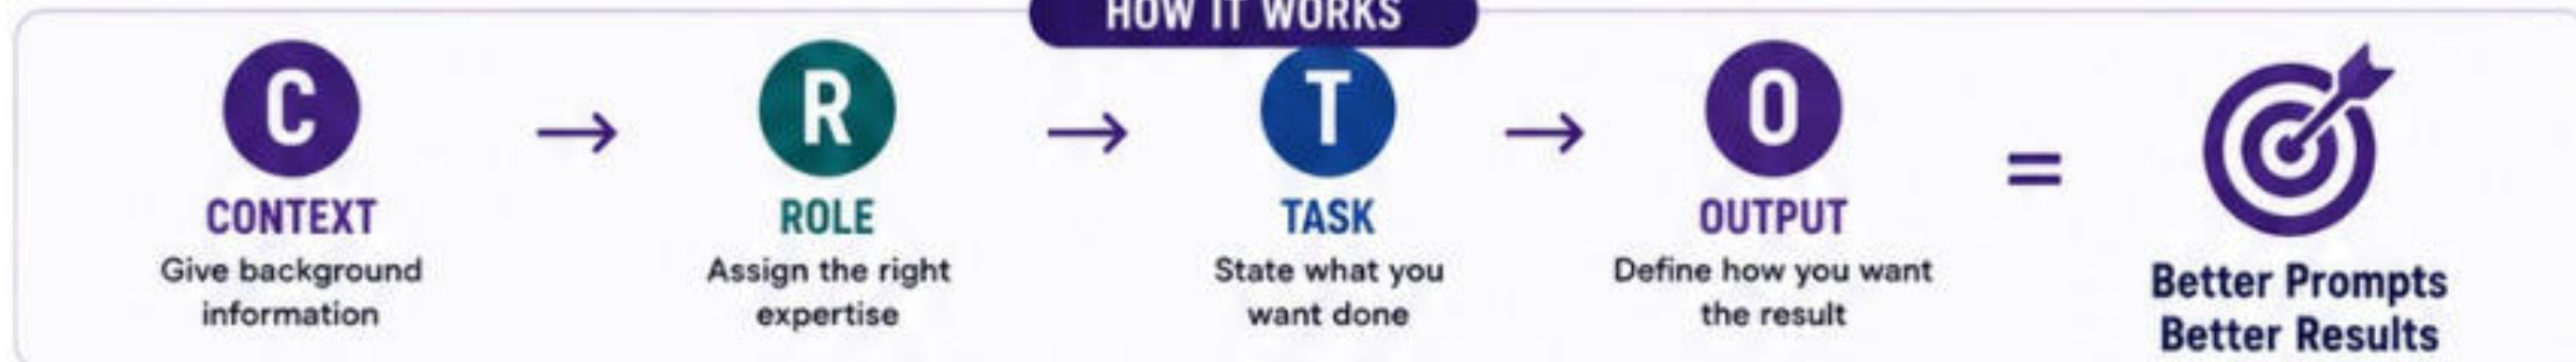 HOW IT WORKS
C
R
T
O
CONTEXT
ROLE
TASK
OUTPUT
Give background
information
Assign the right
expertise
State what you
want done
Define how you want
the result
=
Better Prompts
Better Results